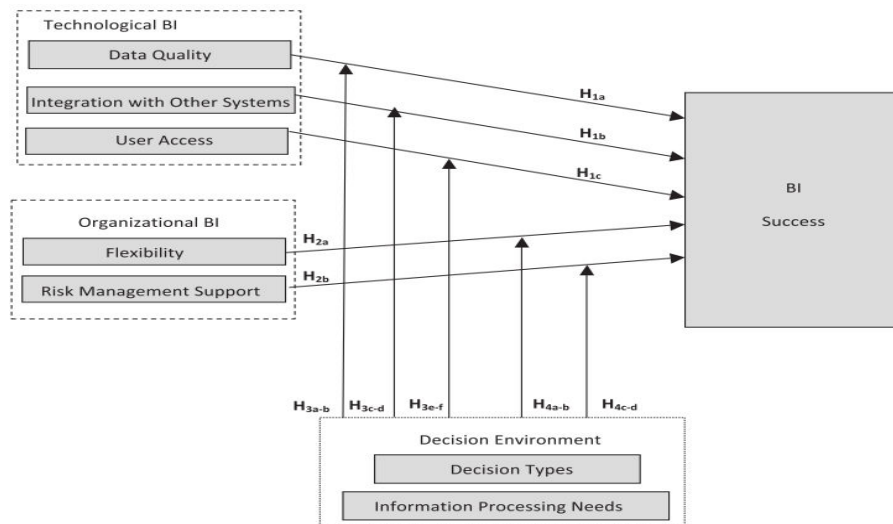 Technological BI
Data Quality
Integration with Other Systems
User Access
Organizational BI
Flexibility
Risk Management Support
H1a
H1b
H1c
H2a
H2b
BI
Success
H3a-b
H3c-d
H3e-f
H4a-b
H4c-d
Decision Environment
Decision Types
Information Processing Needs